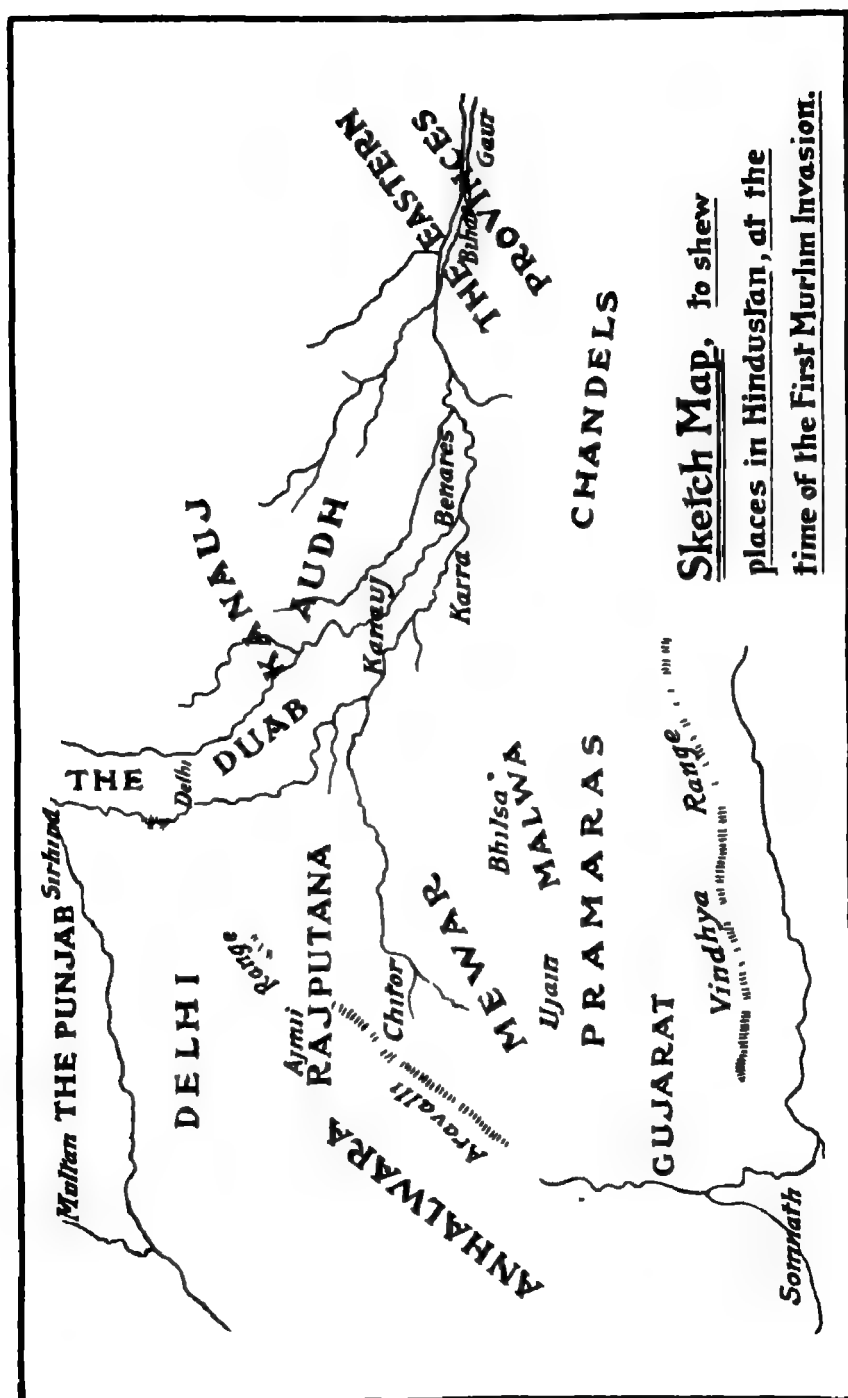 Multan THE PUNJAB Sirhind
THE
DELHI
Delhi
DUAB
KANAUJ
AUDH
Range
Ajmii
RAJPUTANA
Kanauj
Benares
Karra
THE EASTERN
PROVINCES
Bihar
Gaur
ANHALWARA
Aravalli
Chitor
MEWAR
Ujain
Bhilsa
MALWA
PRAMARAS
CHANDELS
GUJARAT
Vindhya Range
Somnath
Sketch Map, to shew
places in Hindustan, at the
time of the First Muslim Invasion.